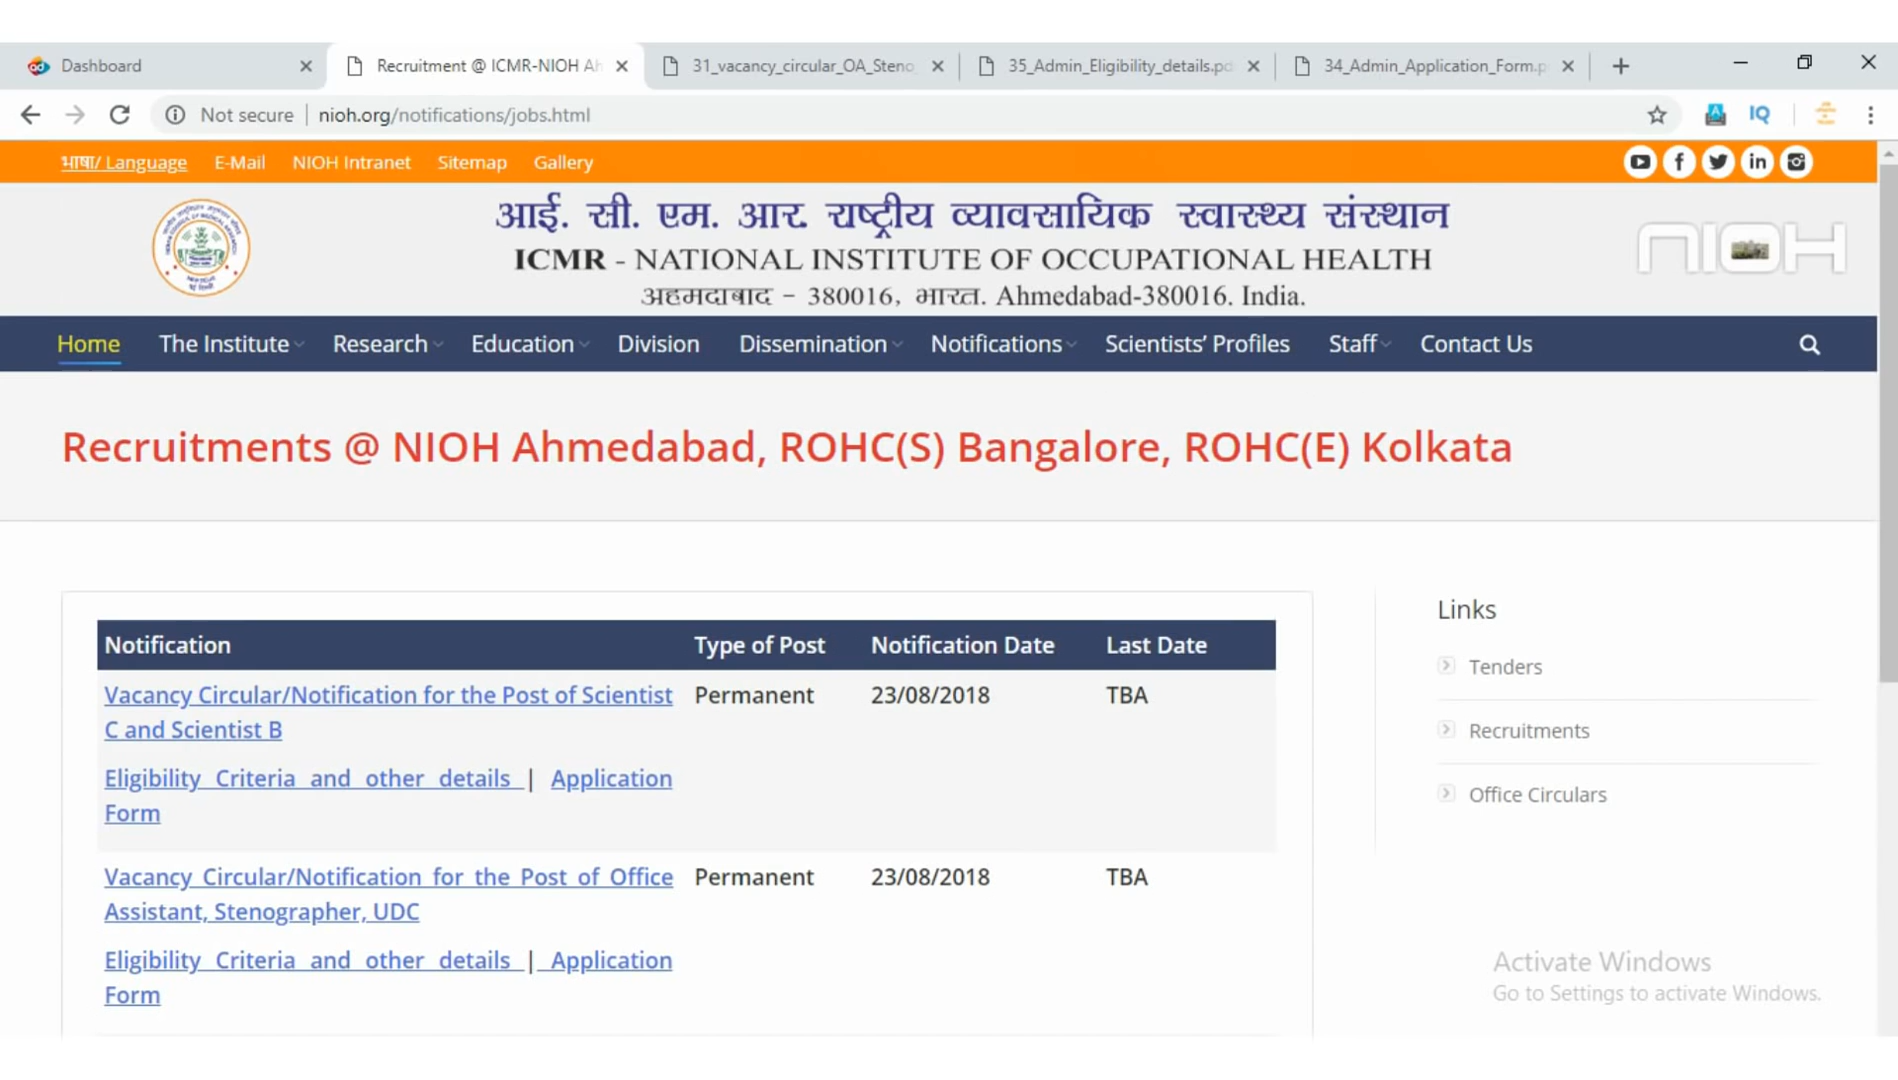 Dashboard
Recruitment @ ICMR-NIOH Ah
31_vacancy_circular_OA_Steno_
35_Admin_Eligibility_details.pd
34_Admin_Application_Form.p
Not secure
nioh.org/notifications/jobs.html
IQ
भाषा/ Language
E-Mail
NIOH Intranet
Sitemap
Gallery
आई. सी. एम. आर. राष्ट्रीय व्यावसायिक स्वास्थ्य संस्थान
ICMR - NATIONAL INSTITUTE OF OCCUPATIONAL HEALTH
अहमदाबाद - 380016, भारत. Ahmedabad-380016. India.
NIOH
Home
The Institute
Research
Education
Division
Dissemination
Notifications
Scientists’ Profiles
Staff
Contact Us
Recruitments @ NIOH Ahmedabad, ROHC(S) Bangalore, ROHC(E) Kolkata
Notification Type of Post Notification Date Last Date
Vacancy Circular/Notification for the Post of Scientist Permanent 23/08/2018 TBA
C and Scientist B
Eligibility Criteria and other details | Application
Form
Vacancy Circular/Notification for the Post of Office Permanent 23/08/2018 TBA
Assistant, Stenographer, UDC
Eligibility Criteria and other details | Application
Form
Links
Tenders
Recruitments
Office Circulars
Activate Windows
Go to Settings to activate Windows.